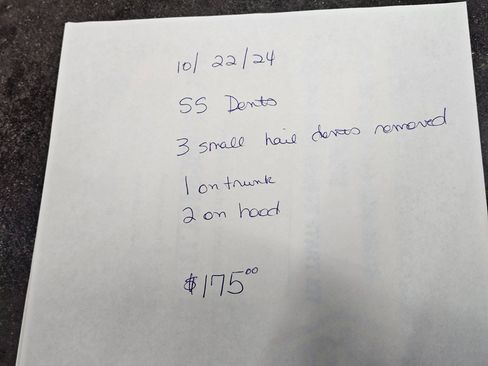 10/22/24
SS Dents
3 small hail dents removed
1 on trunk
2 on hood
$175.00